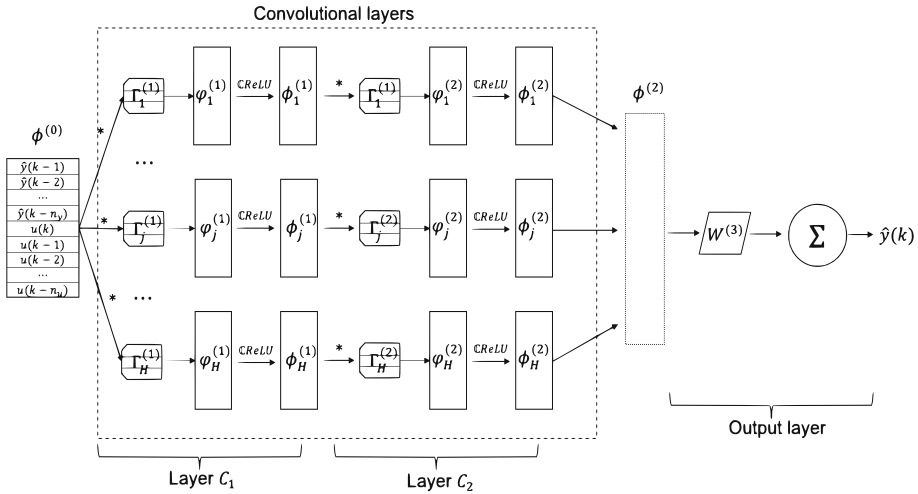 Convolutional layers
ϕ^(0)
ŷ(k − 1)
ŷ(k − 2)
...
ŷ(k − n_y)
u(k)
u(k − 1)
u(k − 2)
...
u(k − n_u)
* Γ_1^(1) φ_1^(1) ℂReLU ϕ_1^(1) * Γ_1^(1) φ_1^(2) ℂReLU ϕ_1^(2)
...
* Γ_j^(1) φ_j^(1) ℂReLU ϕ_j^(1) * Γ_j^(2) φ_j^(2) ℂReLU ϕ_j^(2)
* ...
Γ_H^(1) φ_H^(1) ℂReLU ϕ_H^(1) * Γ_H^(2) φ_H^(2) ℂReLU ϕ_H^(2)
ϕ^(2)
W^(3) Σ ŷ(k)
Layer C_1
Layer C_2
Output layer